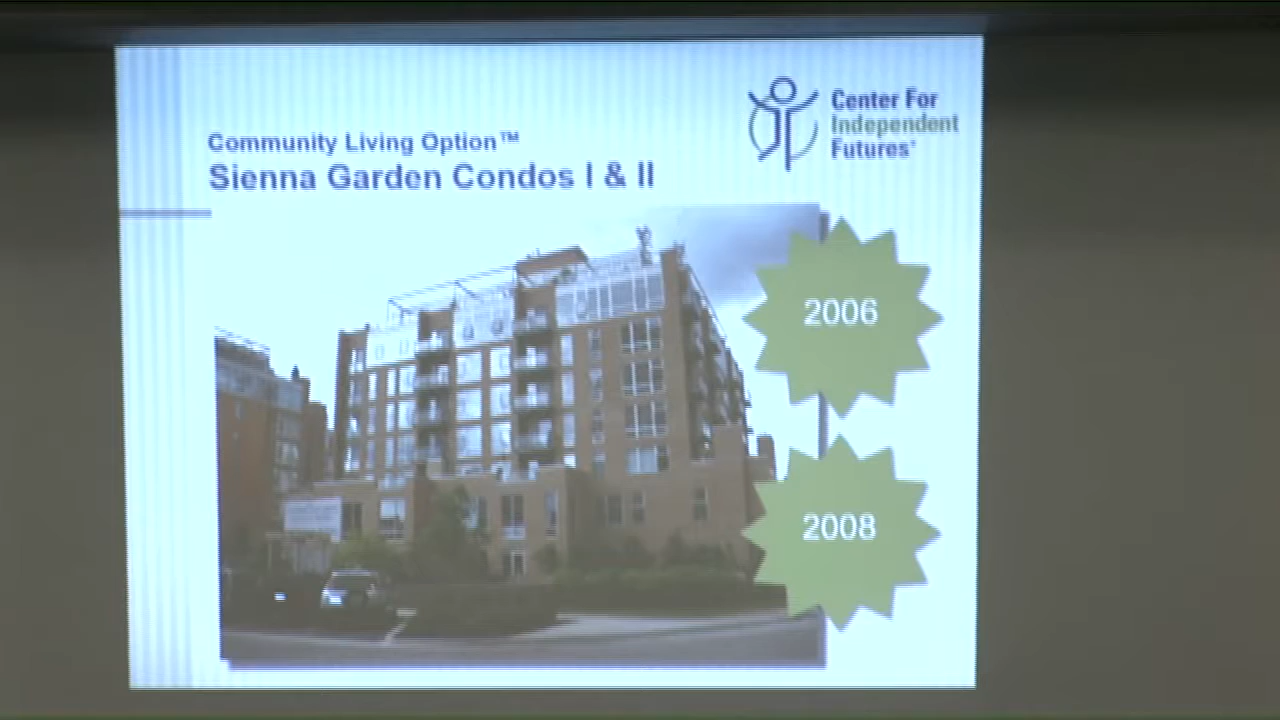 Community Living Option™
Sienna Garden Condos I & II
Center For
Independent
Futures®
2006
2008